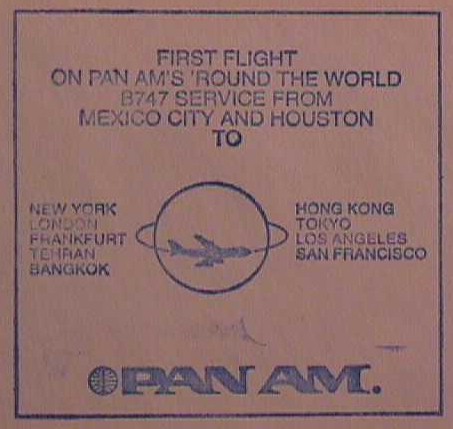 FIRST FLIGHT
ON PAN AM'S 'ROUND THE WORLD
B747 SERVICE FROM
MEXICO CITY AND HOUSTON
TO
NEW YORK
LONDON
FRANKFURT
TEHRAN
BANGKOK
HONG KONG
TOKYO
LOS ANGELES
SAN FRANCISCO
PAN AM.